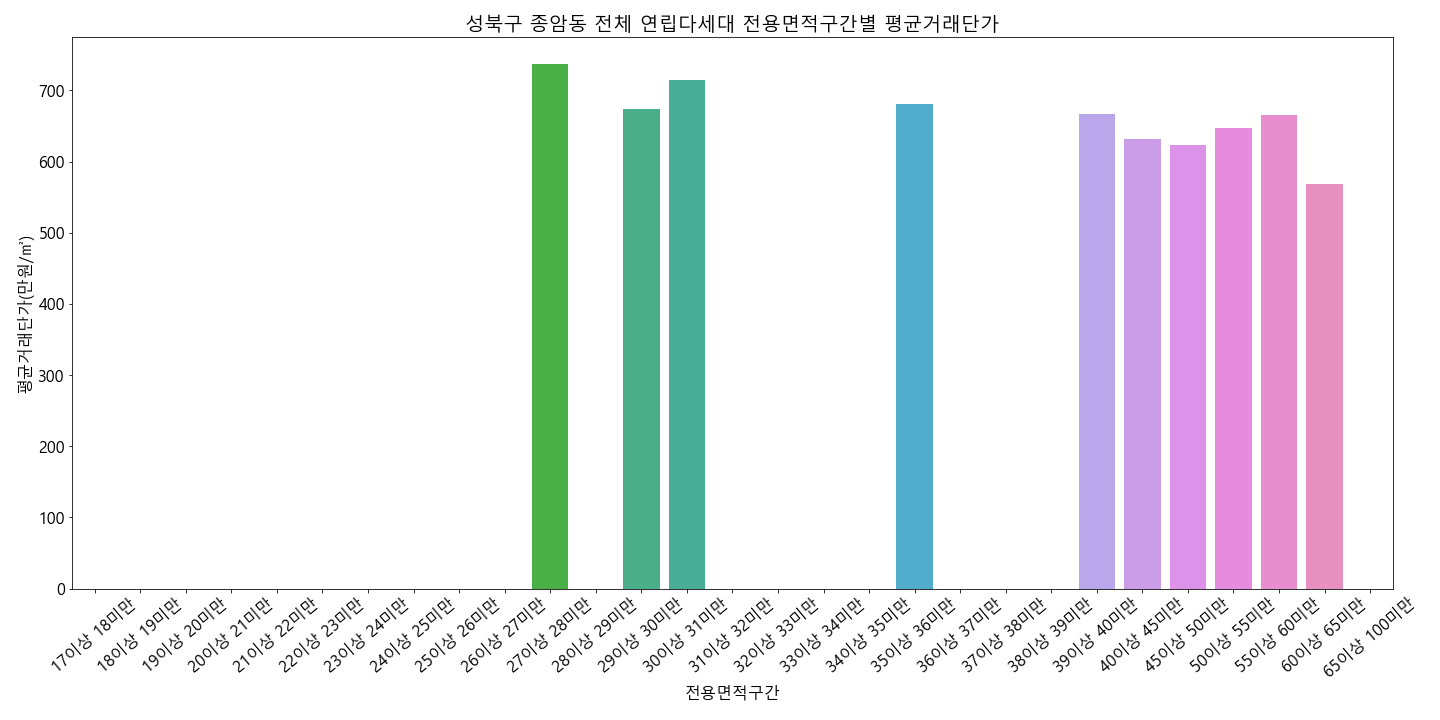 성북구 종암동 전체 연립다세대 전용면적구간별 평균거래단가
평균거래단가(만원/㎡)
700
600
500
400
300
200
100
0
17이상 18미만
18이상 19미만
19이상 20미만
20이상 21미만
21이상 22미만
22이상 23미만
23이상 24미만
24이상 25미만
25이상 26미만
26이상 27미만
27이상 28미만
28이상 29미만
29이상 30미만
30이상 31미만
31이상 32미만
32이상 33미만
33이상 34미만
34이상 35미만
35이상 36미만
36이상 37미만
37이상 38미만
38이상 39미만
39이상 40미만
40이상 45미만
45이상 50미만
50이상 55미만
55이상 60미만
60이상 65미만
65이상 100미만
전용면적구간